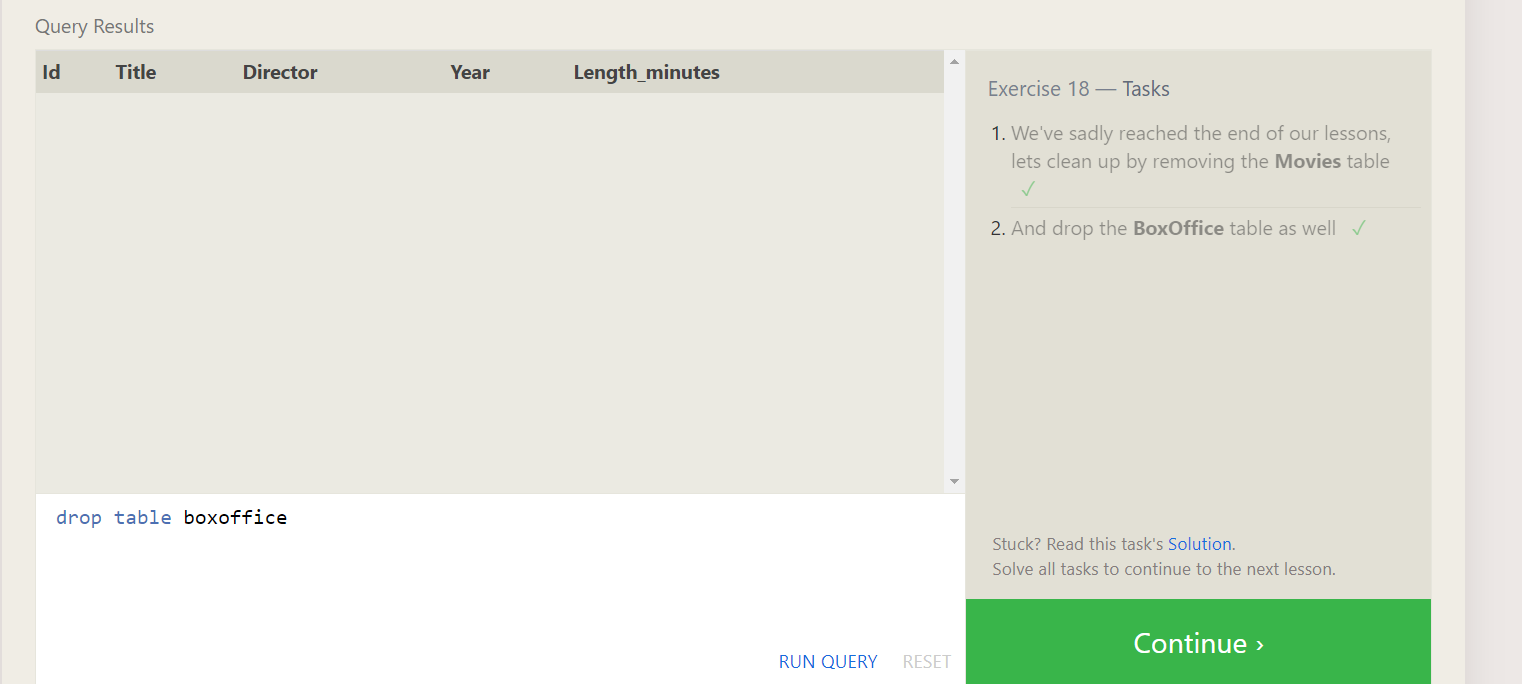 Query Results
Id Title Director Year Length_minutes
drop table boxoffice
RUN QUERY RESET
Exercise 18 — Tasks
1. We've sadly reached the end of our lessons,
lets clean up by removing the Movies table
✓
2. And drop the BoxOffice table as well ✓
Stuck? Read this task's Solution.
Solve all tasks to continue to the next lesson.
Continue ›